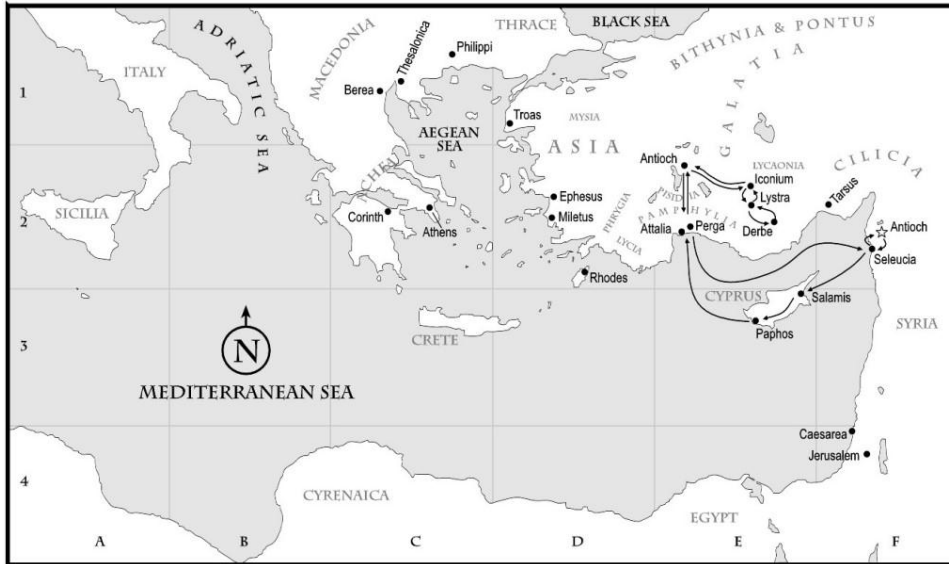 THRACE
BLACK SEA
BITHYNIA & PONTUS
ADRIATIC SEA
MACEDONIA
Thesalonica
Philippi
ITALY
GALATIA
1
Berea
Troas
MYSIA
AEGEAN
SEA
ASIA
Antioch
LYCAONIA
CILICIA
Iconium
ACHEA
PISIDIA
Ephesus
Lystra
Tarsus
SICILIA
Corinth
Miletus
PHRYGIA
PAMPHYLIA
2
Athens
Attalia
Perga
Derbe
Antioch
LYCIA
Seleucia
Rhodes
CYPRUS
Salamis
SYRIA
Paphos
CRETE
N
3
MEDITERRANEAN SEA
Caesarea
Jerusalem
4
CYRENAICA
EGYPT
A
B
C
D
E
F